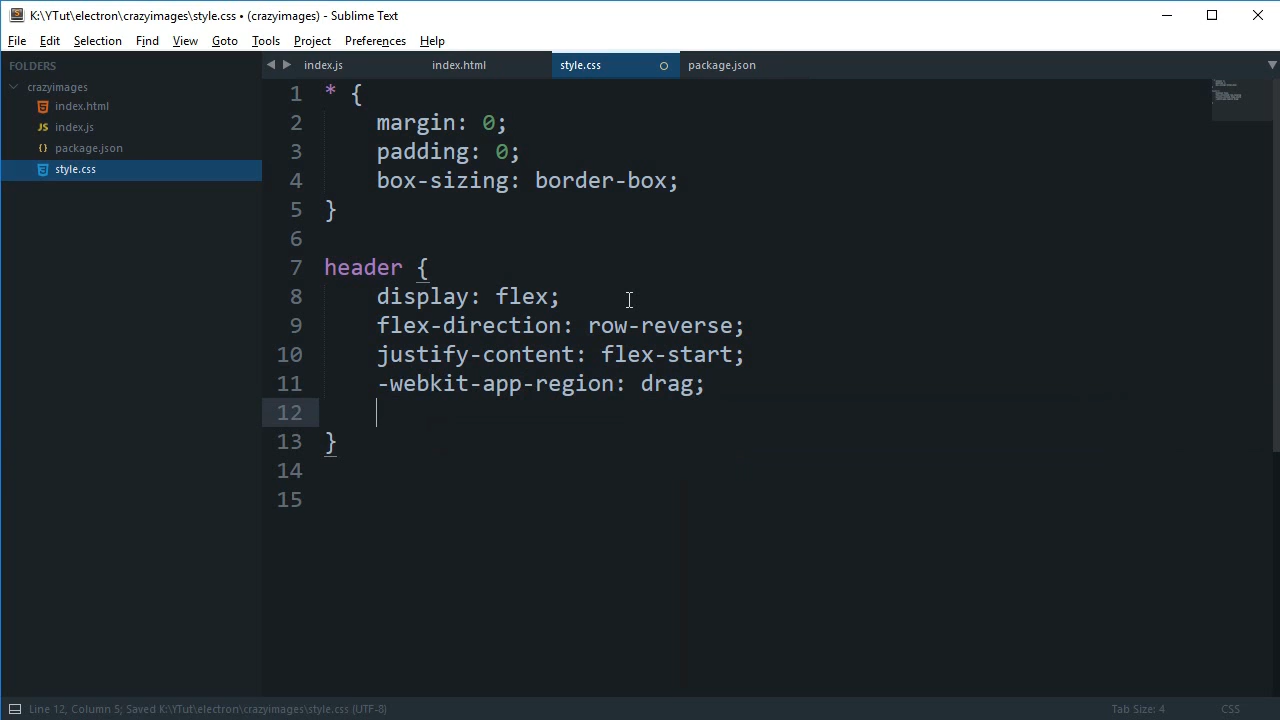 K:\YTut\electron\crazyimages\style.css • (crazyimages) - Sublime Text
File Edit Selection Find View Goto Tools Project Preferences Help
FOLDERS
crazyimages
index.html
JS index.js
{} package.json
style.css
index.js index.html style.css package.json
1 * {
2 margin: 0;
3 padding: 0;
4 box-sizing: border-box;
5 }
6
7 header {
8 display: flex;
9 flex-direction: row-reverse;
10 justify-content: flex-start;
11 -webkit-app-region: drag;
12
13 }
14
15
Line 12, Column 5; Saved K:\YTut\electron\crazyimages\style.css (UTF-8) Tab Size: 4 CSS